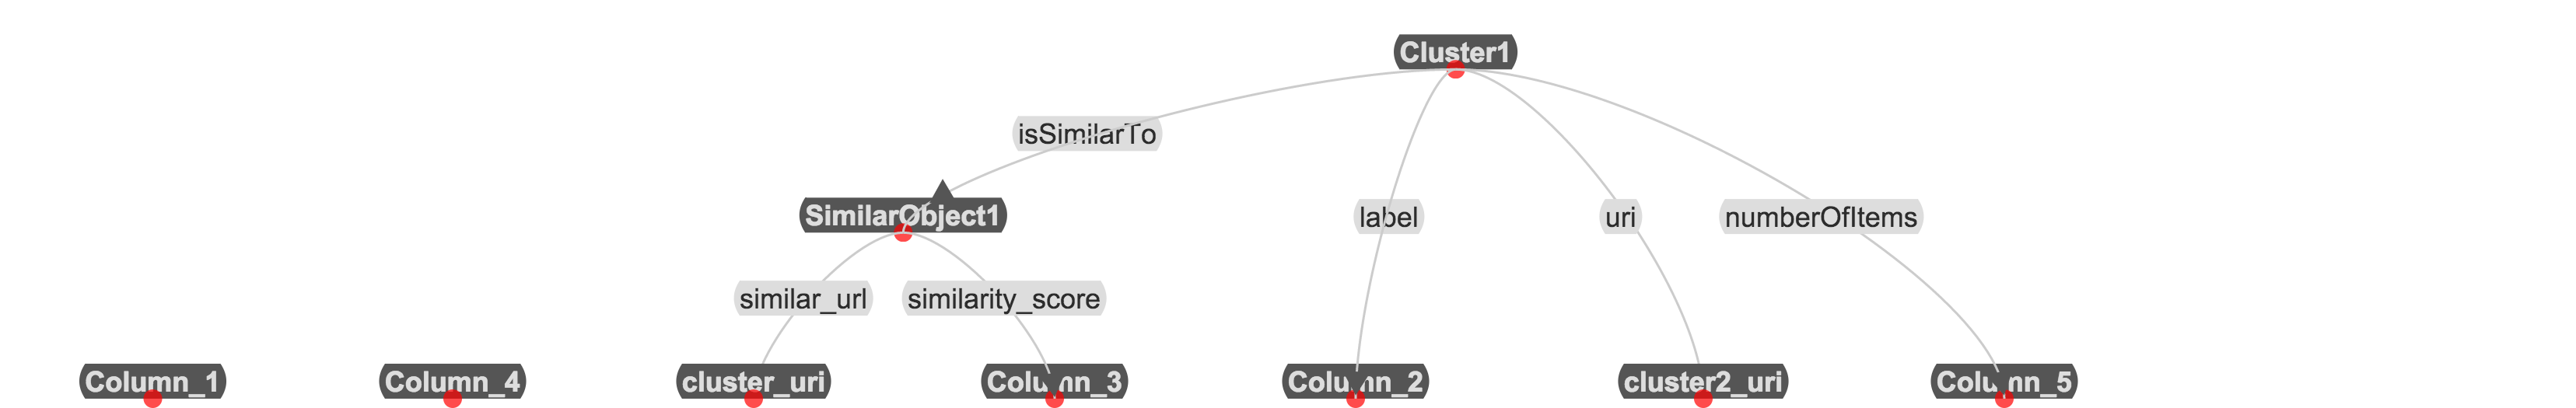 Cluster1
isSimilarTo
SimilarObject1
label
uri
numberOfItems
similar_url
similarity_score
Column_1
Column_4
cluster_uri
Column_3
Column_2
cluster2_uri
Column_5